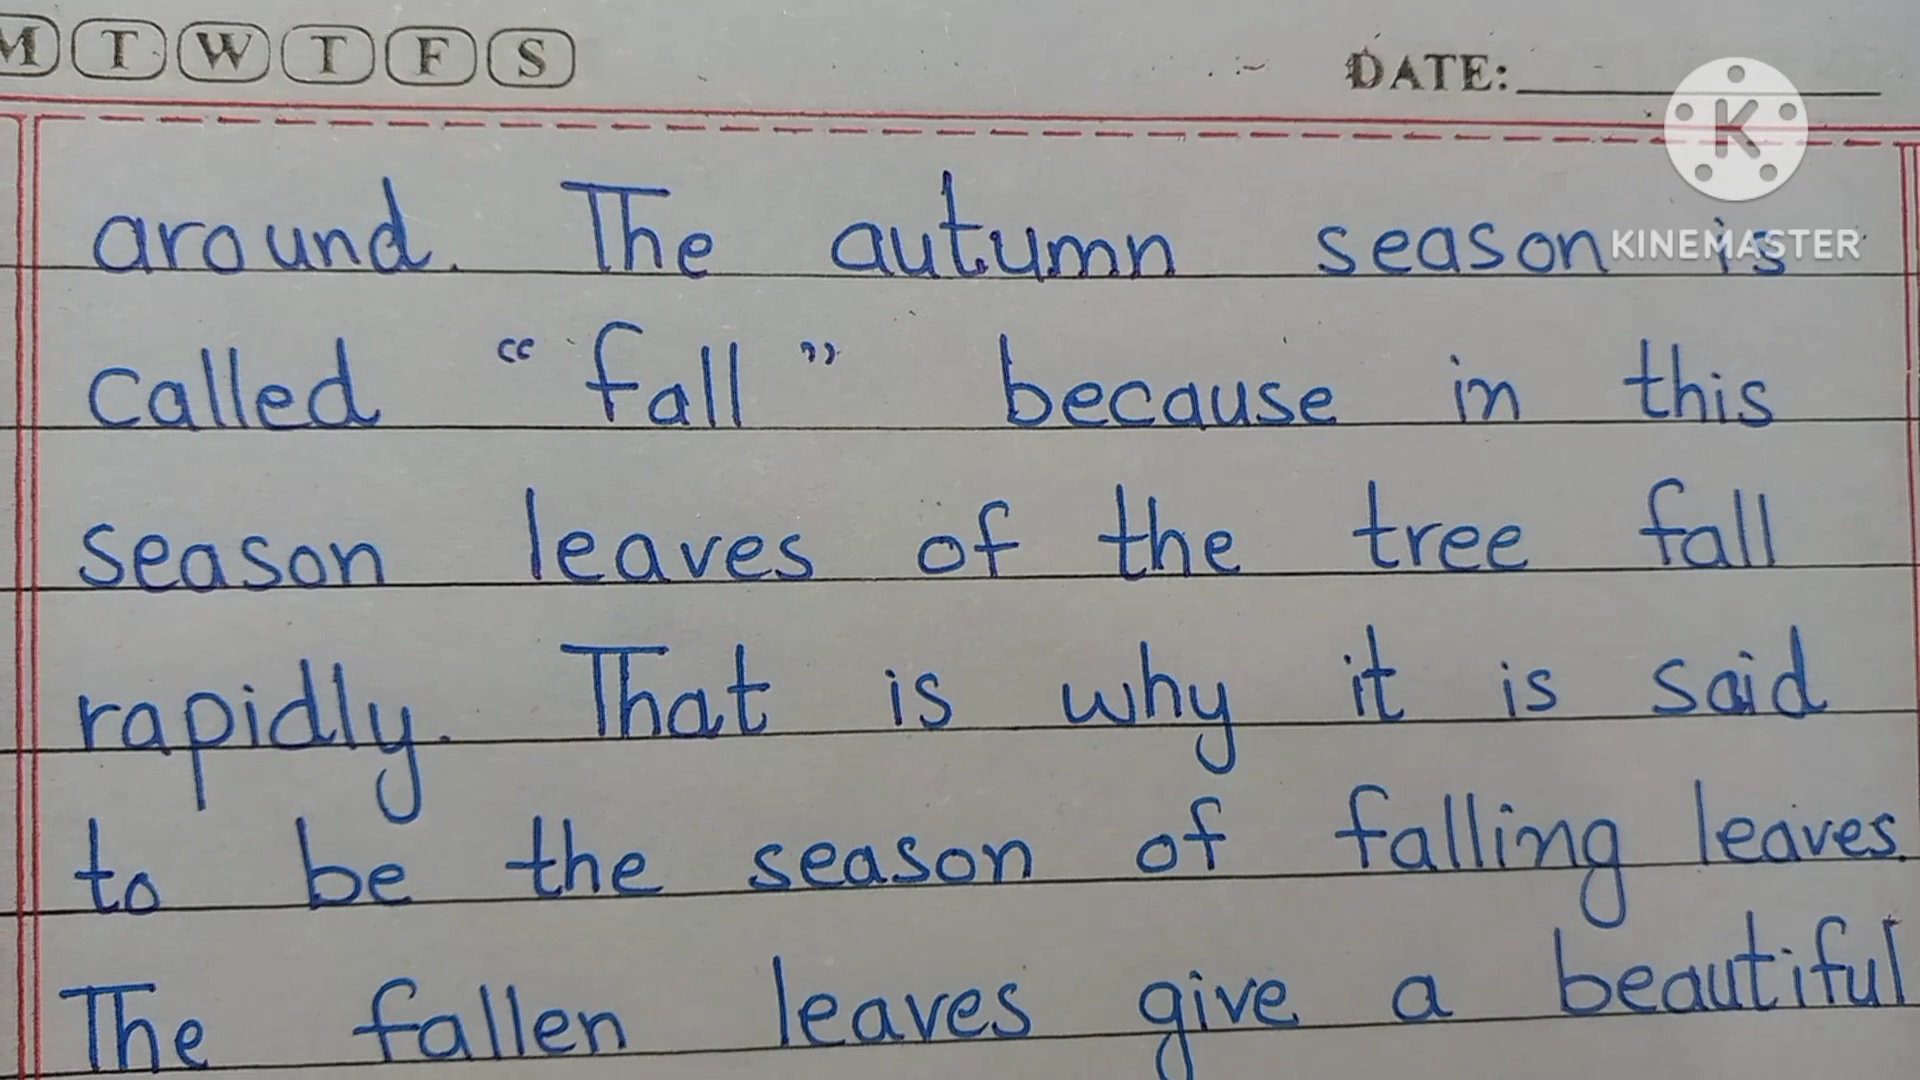 M T W T F S DATE:
KINEMASTER
around. The autumn season is
called "fall" because in this
season leaves of the tree fall
rapidly. That is why it is said
to be the season of falling leaves.
The fallen leaves give a beautiful